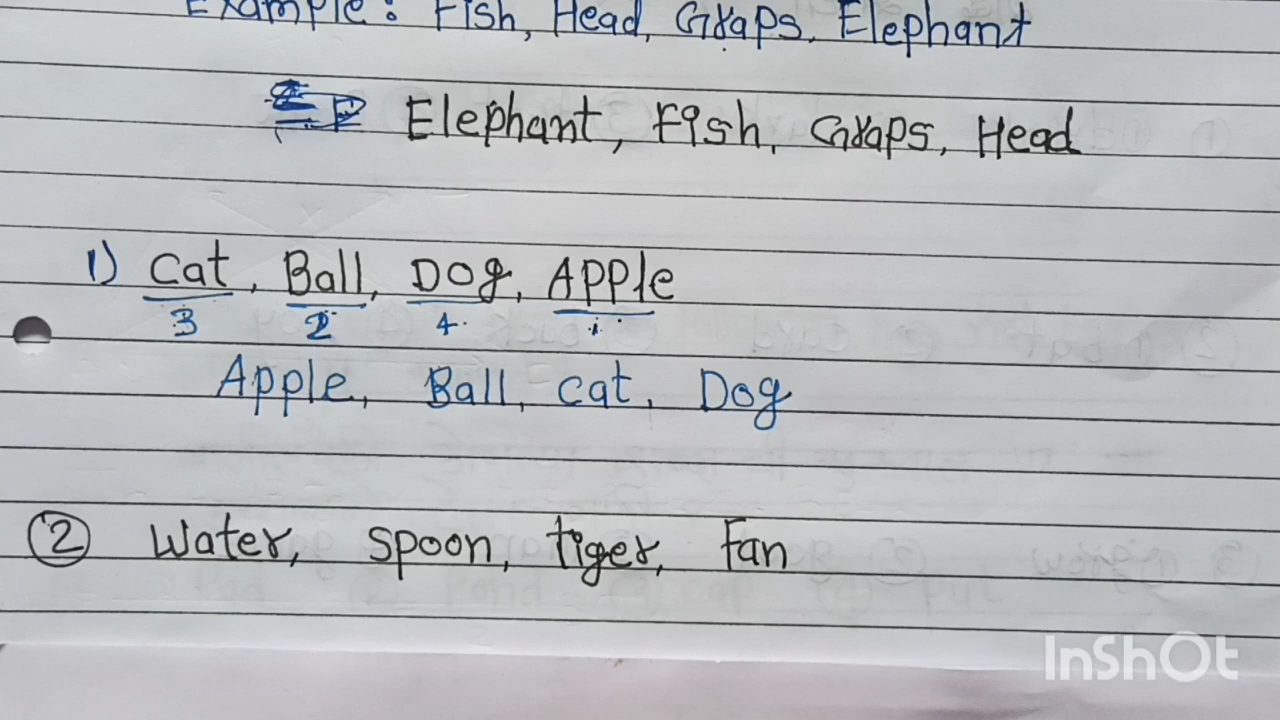 Example: Fish, Head, Graps, Elephant
Elephant, Fish, Graps, Head
1) Cat, Ball, Dog, Apple
3 2 4. 1.
Apple, Ball, Cat, Dog
2 Water, spoon, tiger, Fan
InShOt